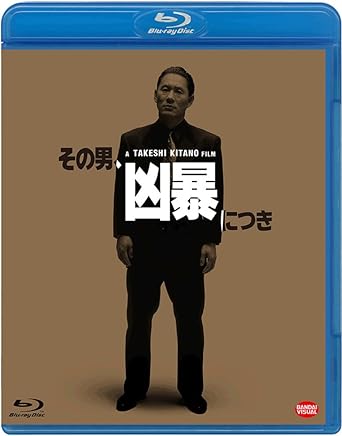 Blu-ray Disc
A TAKESHI KITANO FILM
その男、
凶暴
につき
Blu-ray Disc
BANDAI
VISUAL